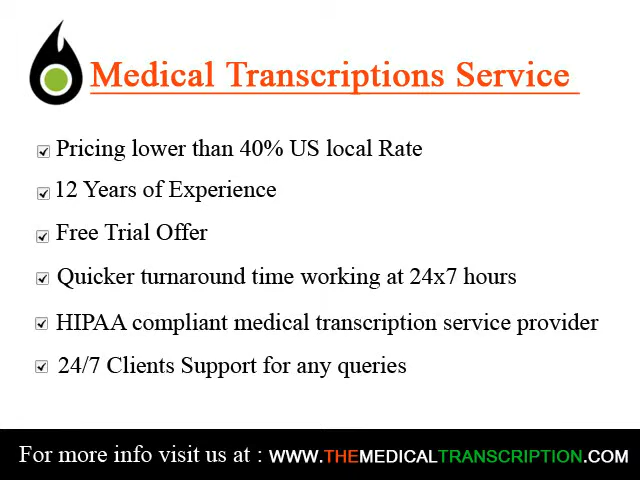 Medical Transcriptions Service
Pricing lower than 40% US local Rate
12 Years of Experience
Free Trial Offer
Quicker turnaround time working at 24x7 hours
HIPAA compliant medical transcription service provider
24/7 Clients Support for any queries
For more info visit us at : WWW.THEMEDICALTRANSCRIPTION.COM